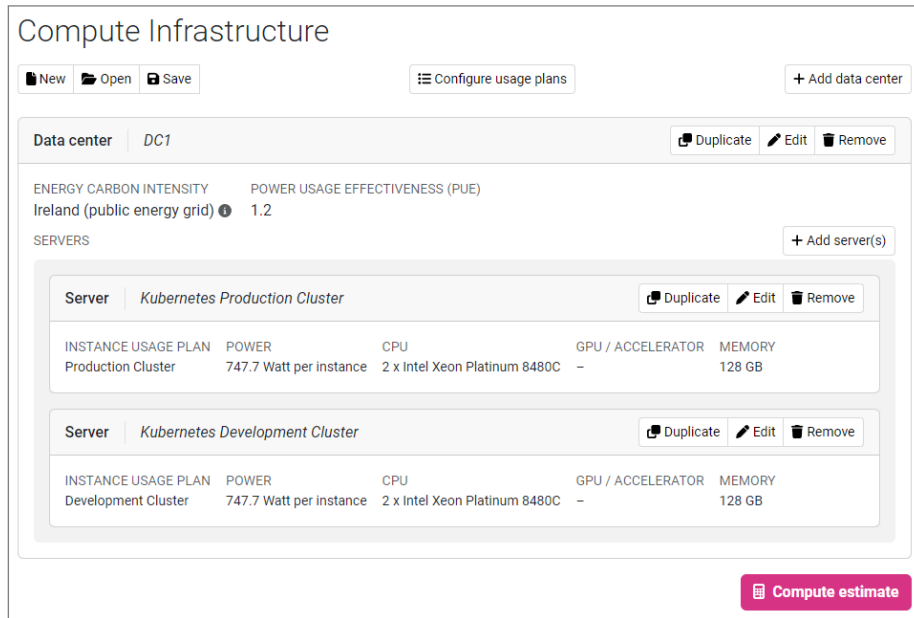 Compute Infrastructure
New Open Save Configure usage plans + Add data center
Data center DC1 Duplicate Edit Remove
ENERGY CARBON INTENSITY POWER USAGE EFFECTIVENESS (PUE)
Ireland (public energy grid) 1.2
SERVERS + Add server(s)
Server Kubernetes Production Cluster Duplicate Edit Remove
INSTANCE USAGE PLAN POWER CPU GPU / ACCELERATOR MEMORY
Production Cluster 747.7 Watt per instance 2 x Intel Xeon Platinum 8480C – 128 GB
Server Kubernetes Development Cluster Duplicate Edit Remove
INSTANCE USAGE PLAN POWER CPU GPU / ACCELERATOR MEMORY
Development Cluster 747.7 Watt per instance 2 x Intel Xeon Platinum 8480C – 128 GB
Compute estimate